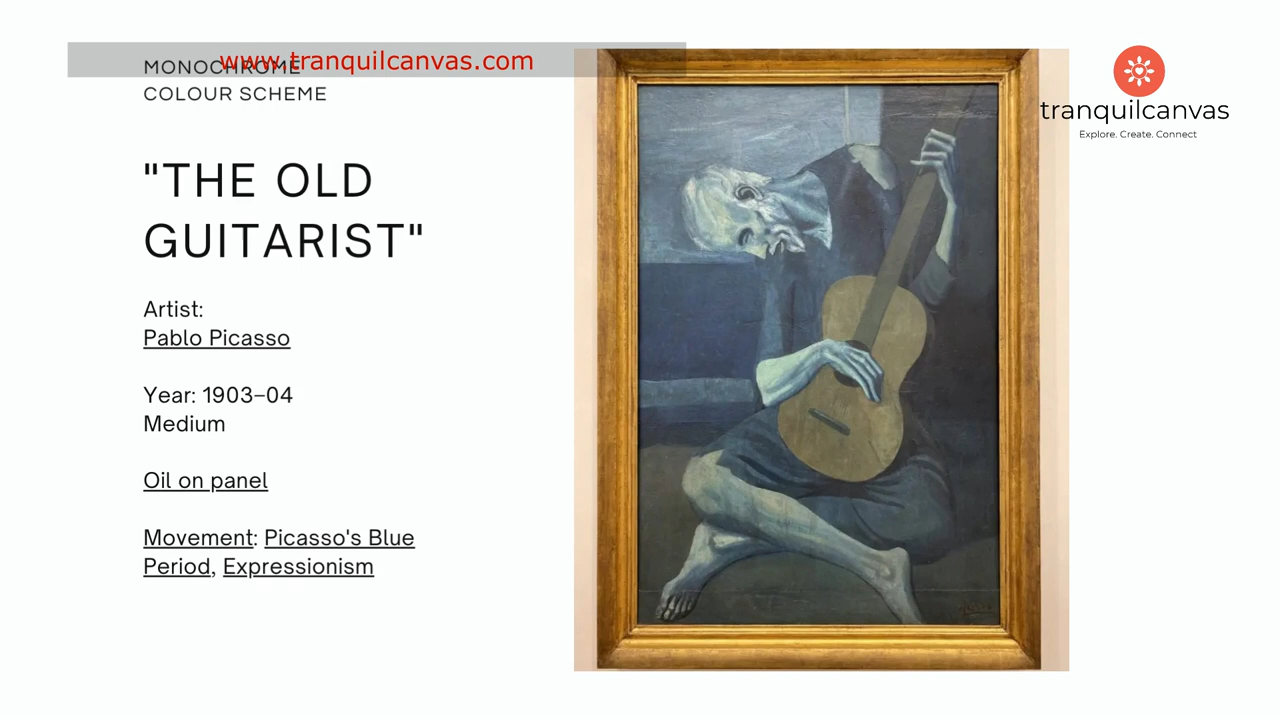 www.tranquilcanvas.com
MONOCHROME
COLOUR SCHEME
"THE OLD
GUITARIST"
Artist:
Pablo Picasso
Year: 1903–04
Medium
Oil on panel
Movement: Picasso's Blue
Period, Expressionism
tranquilcanvas
Explore. Create. Connect